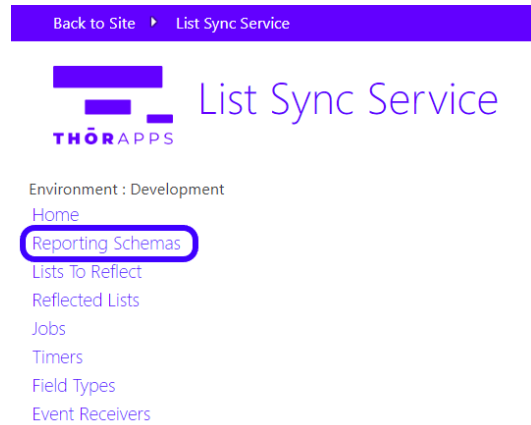 Back to Site List Sync Service
List Sync Service
THŌRAPPS
Environment : Development
Home
Reporting Schemas
Lists To Reflect
Reflected Lists
Jobs
Timers
Field Types
Event Receivers